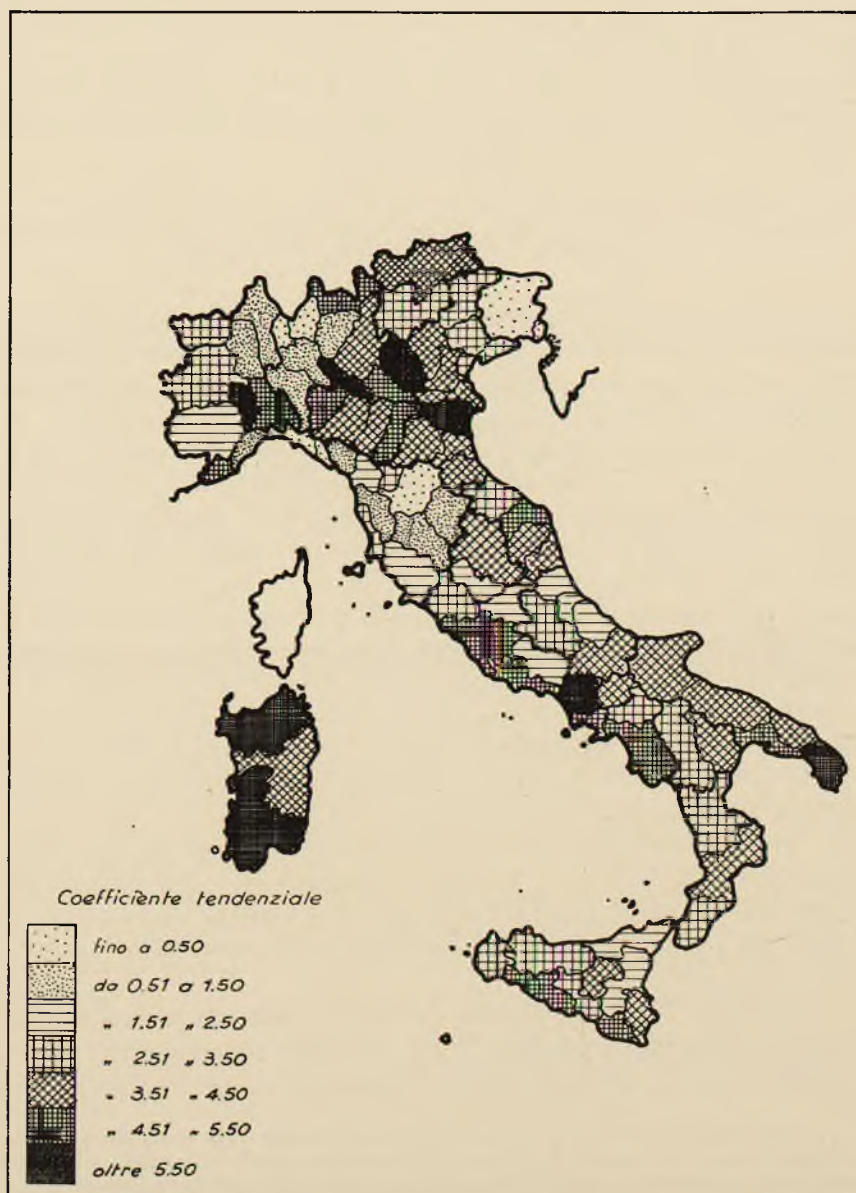 Coefficiente tendenziale
fino a 0.50
da 0.51 a 1.50
" 1.51 " 2.50
" 2.51 " 3.50
" 3.51 " 4.50
" 4.51 " 5.50
oltre 5.50